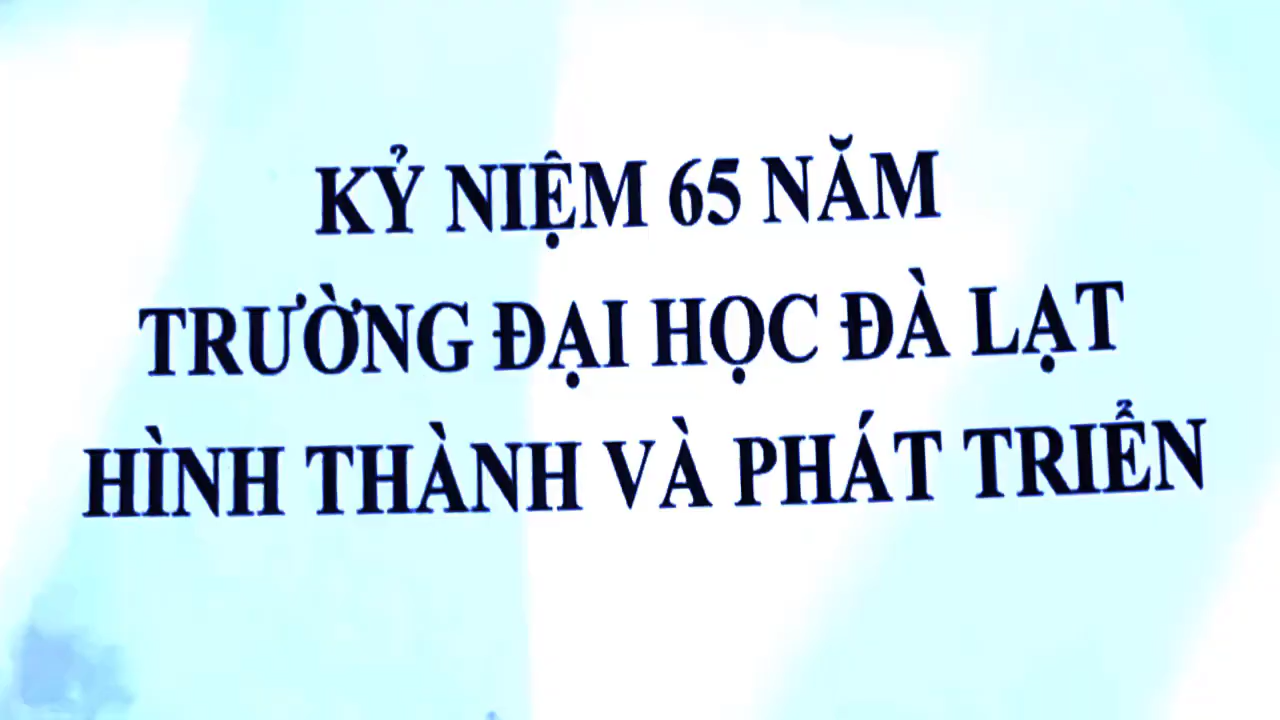 KỶ NIỆM 65 NĂM
TRƯỜNG ĐẠI HỌC ĐÀ LẠT
HÌNH THÀNH VÀ PHÁT TRIỂN